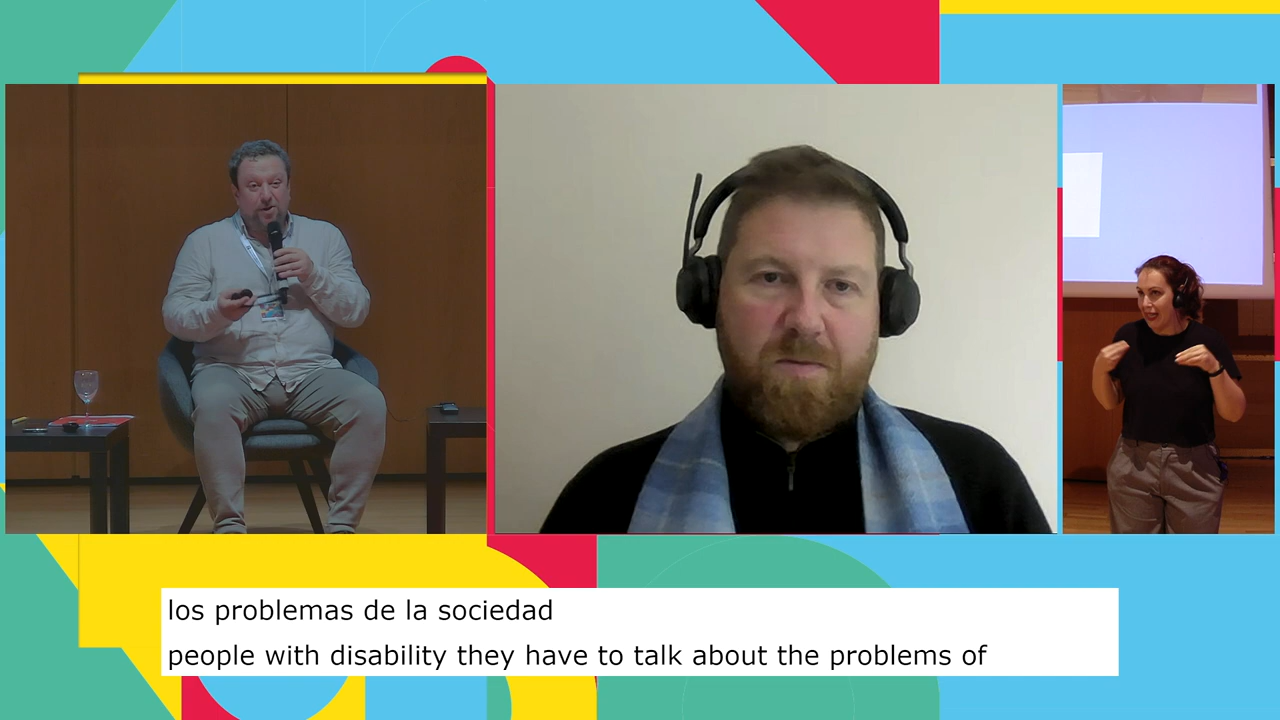 los problemas de la sociedad
people with disability they have to talk about the problems of